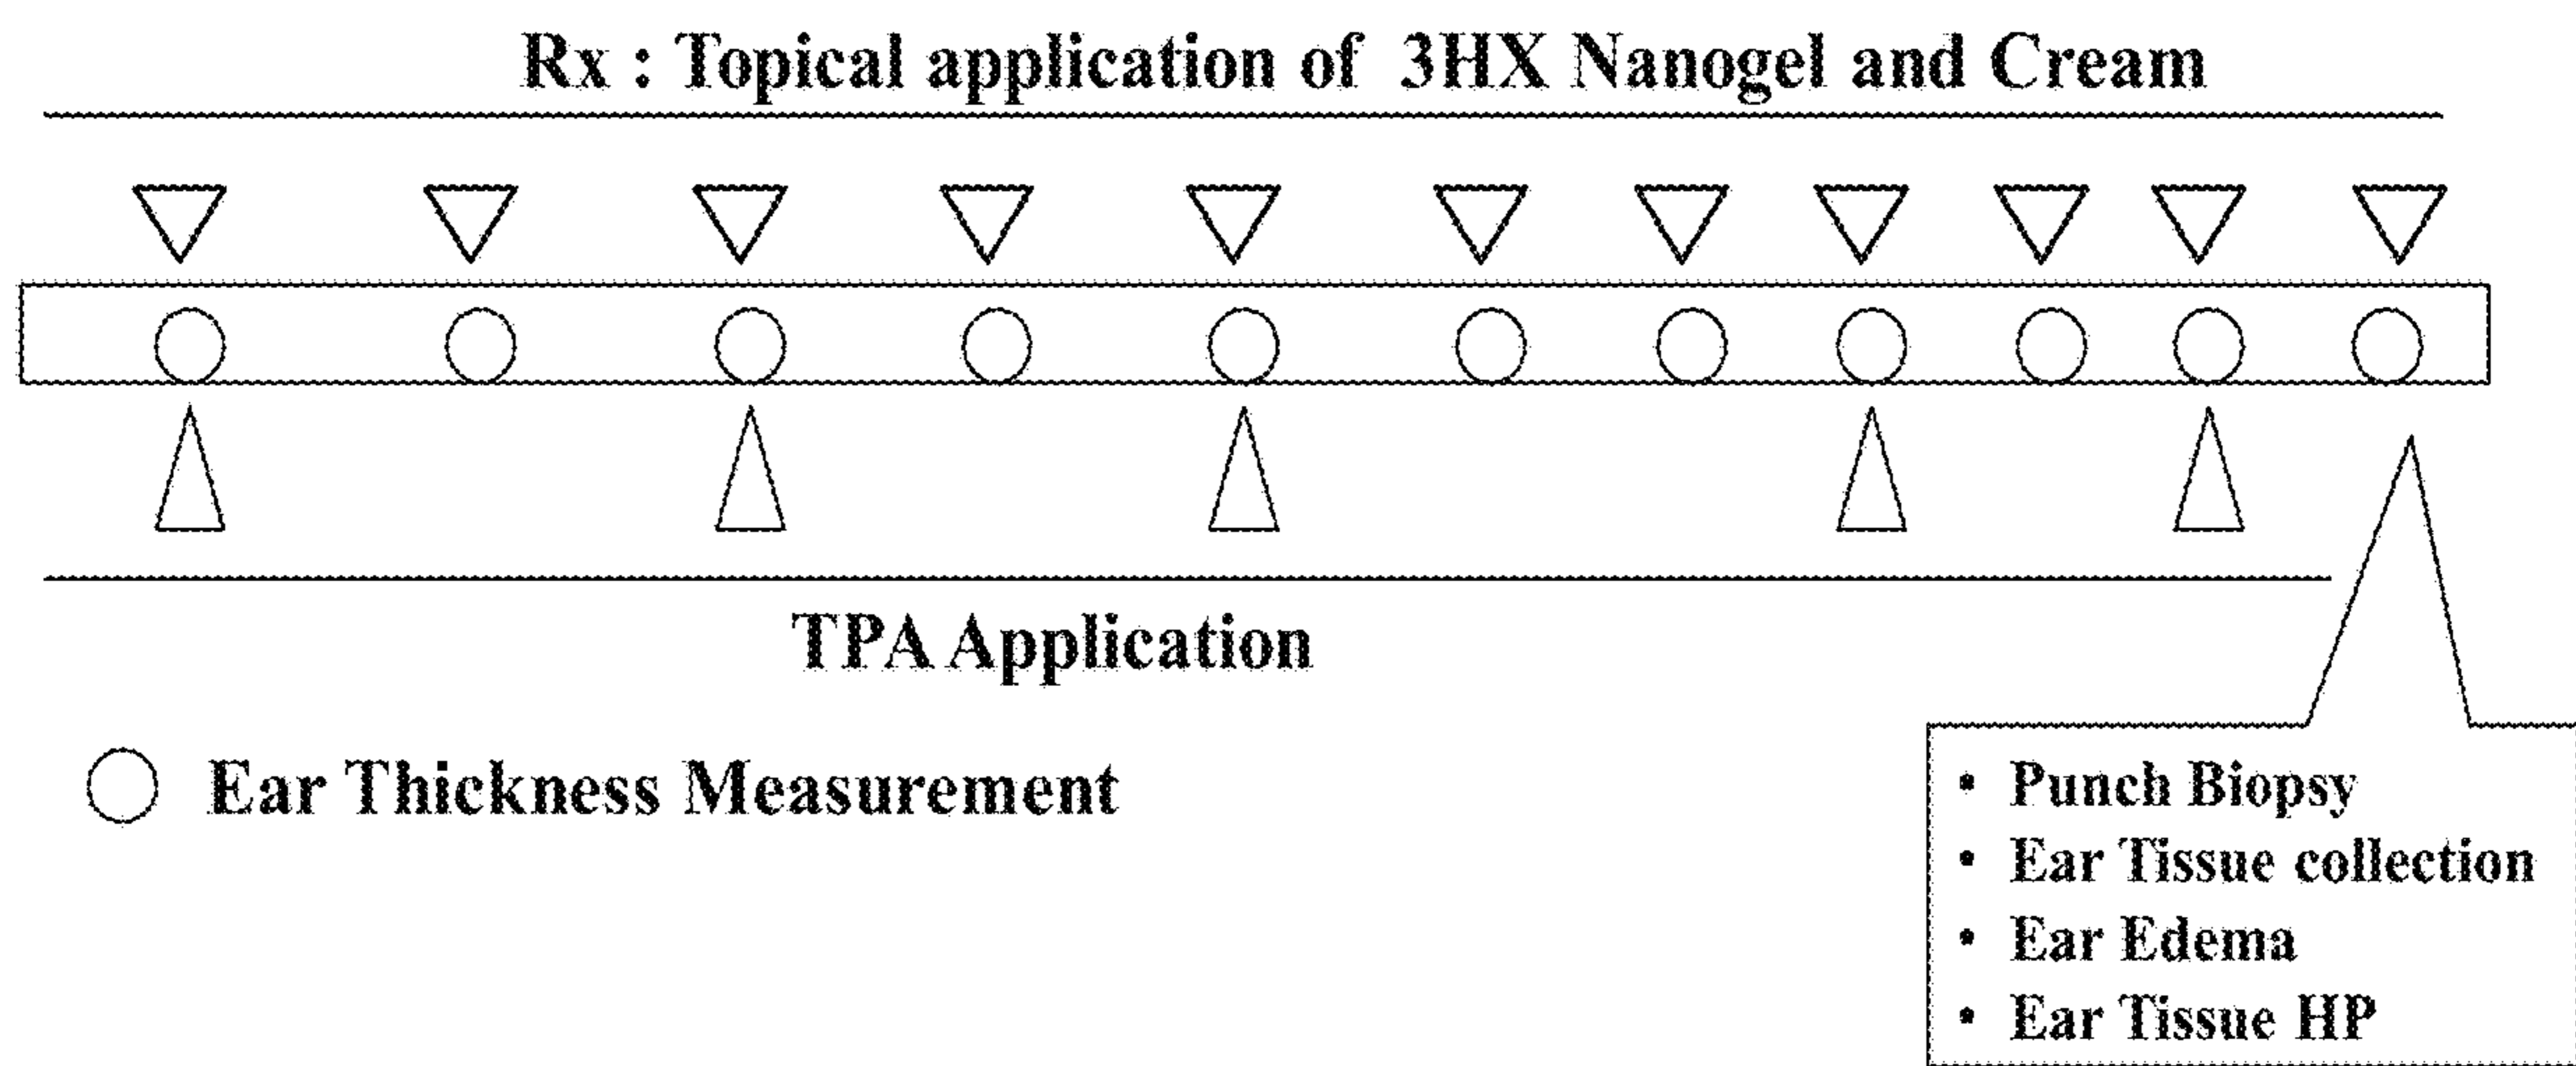 Rx : Topical application of 3HX Nanogel and Cream
TPA Application
Ear Thickness Measurement
• Punch Biopsy
• Ear Tissue collection
• Ear Edema
• Ear Tissue HP